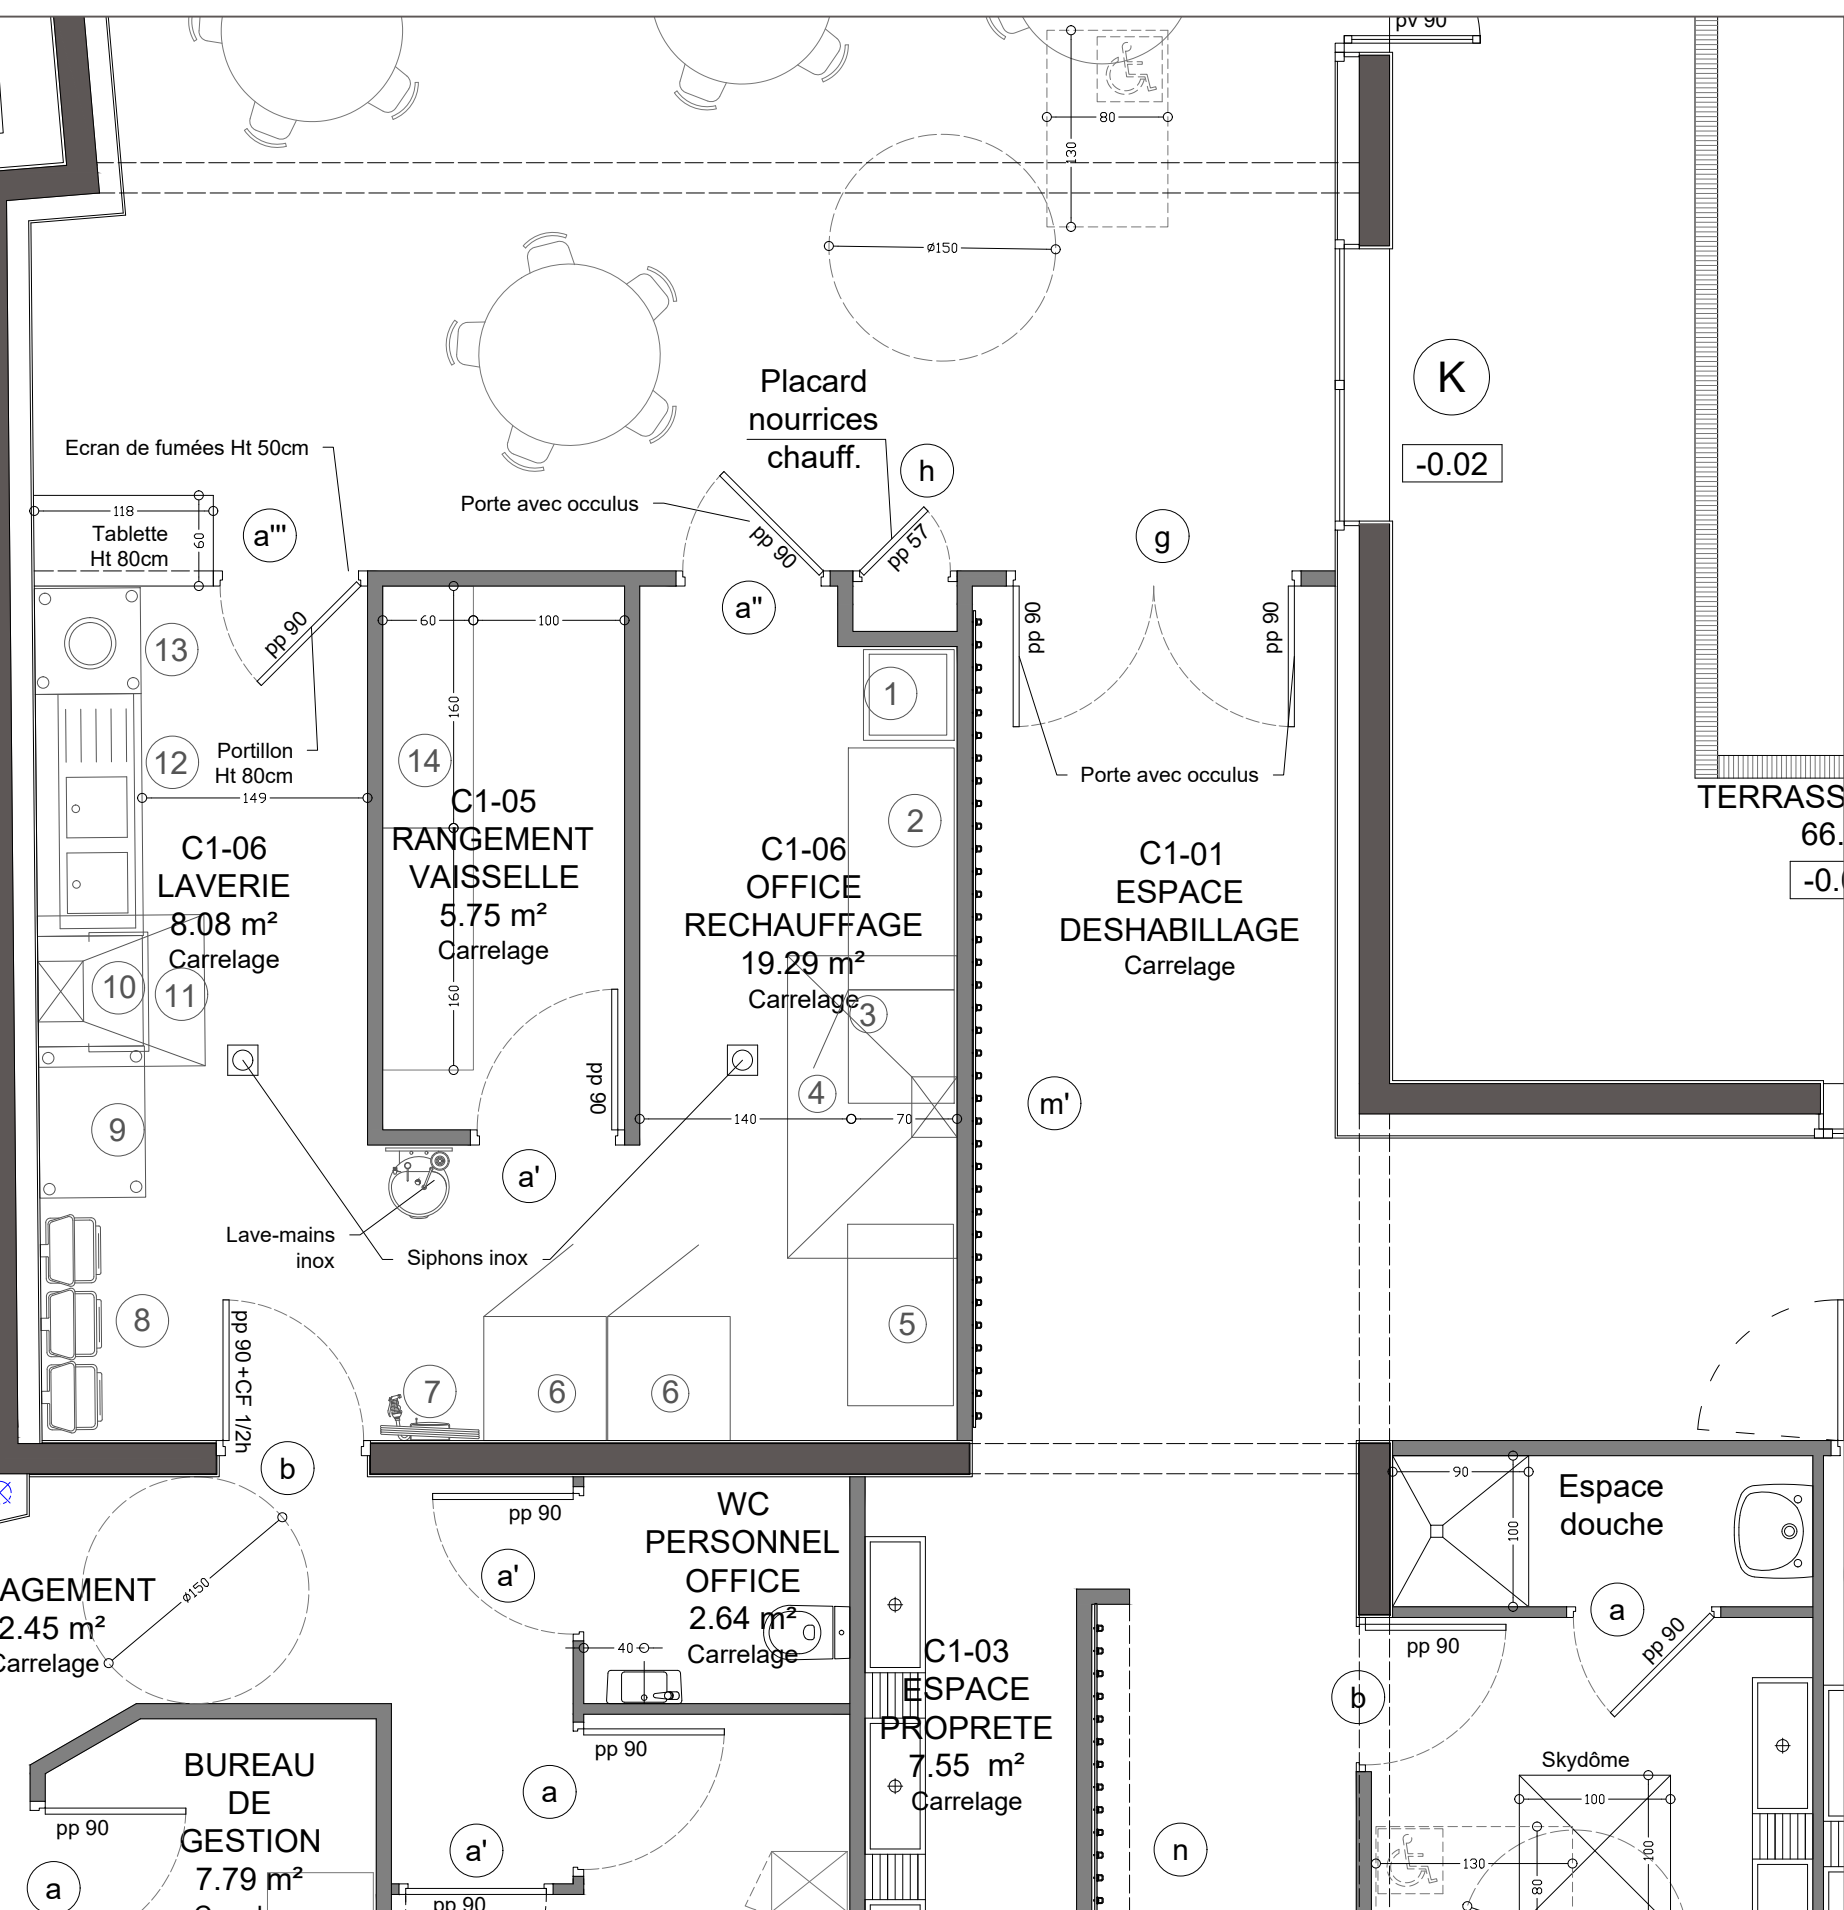 pv 90
80
130
ø150
K
-0.02
Placard
nourrices
chauff.
h
Ecran de fumées Ht 50cm
Porte avec occulus
pp 90
pp 57
118
60
Tablette
Ht 80cm
a'''
g
a''
pp 90
pp 90
pp 90
60
100
13
160
1
12
Portillon
Ht 80cm
149
14
2
Porte avec occulus
TERRASS
66.
C1-06
LAVERIE
8.08 m²
Carrelage
C1-05
RANGEMENT
VAISSELLE
5.75 m²
Carrelage
C1-06
OFFICE
RECHAUFFAGE
19.29 m²
Carrelage
C1-01
ESPACE
DESHABILLAGE
Carrelage
10
11
160
3
4
pp 90
9
140
70
m'
a'
Lave-mains
inox
Siphons inox
8
pp 90 +CF 1/2h
7
6
6
5
b
pp 90
WC
PERSONNEL
OFFICE
2.64 m²
Carrelage
a'
90
100
Espace
douche
a
pp 90
pp 90
AGEMENT
2.45 m²
Carrelage
ø150
40
C1-03
ESPACE
PROPRETE
7.55 m²
Carrelage
b
pp 90
BUREAU
DE
GESTION
7.79 m²
pp 90
a
a
a'
pp 90
n
Skydôme
100
100
130
80